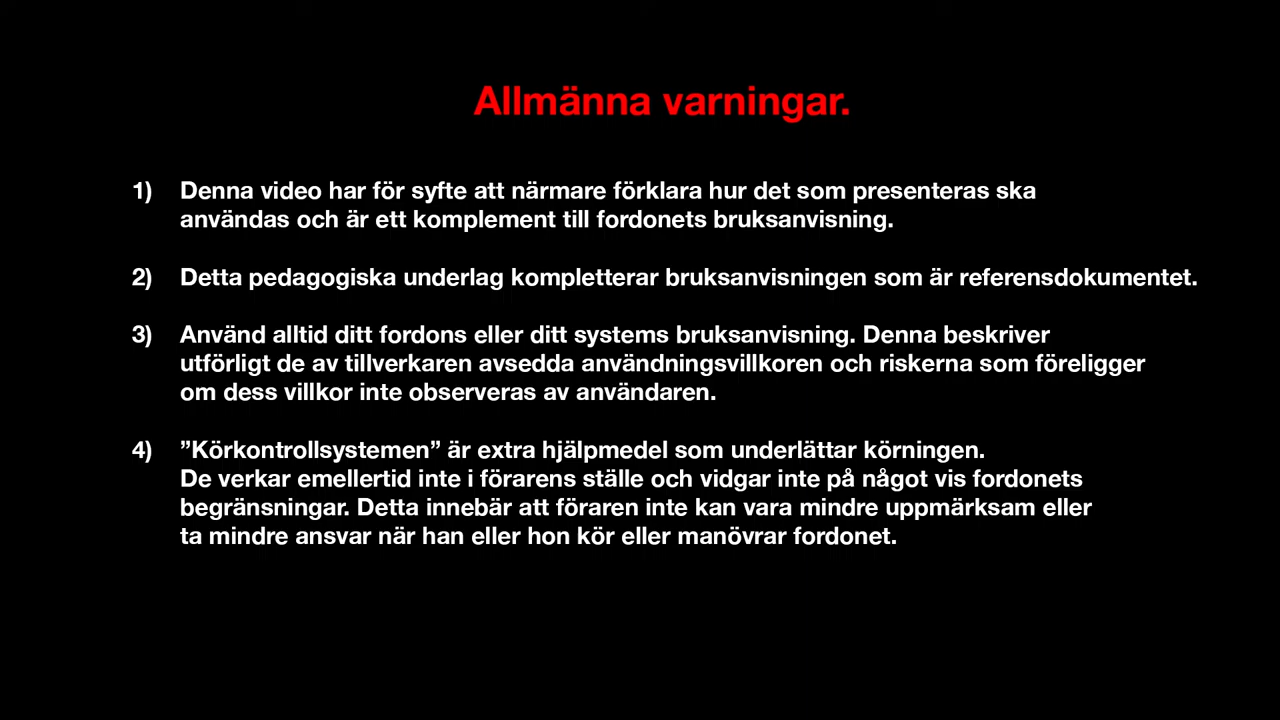 Allmänna varningar.
1) Denna video har för syfte att närmare förklara hur det som presenteras ska
användas och är ett komplement till fordonets bruksanvisning.
2) Detta pedagogiska underlag kompletterar bruksanvisningen som är referensdokumentet.
3) Använd alltid ditt fordons eller ditt systems bruksanvisning. Denna beskriver
utförligt de av tillverkaren avsedda användningsvillkoren och riskerna som föreligger
om dess villkor inte observeras av användaren.
4) ”Körkontrollsystemen” är extra hjälpmedel som underlättar körningen.
De verkar emellertid inte i förarens ställe och vidgar inte på något vis fordonets
begränsningar. Detta innebär att föraren inte kan vara mindre uppmärksam eller
ta mindre ansvar när han eller hon kör eller manövrar fordonet.